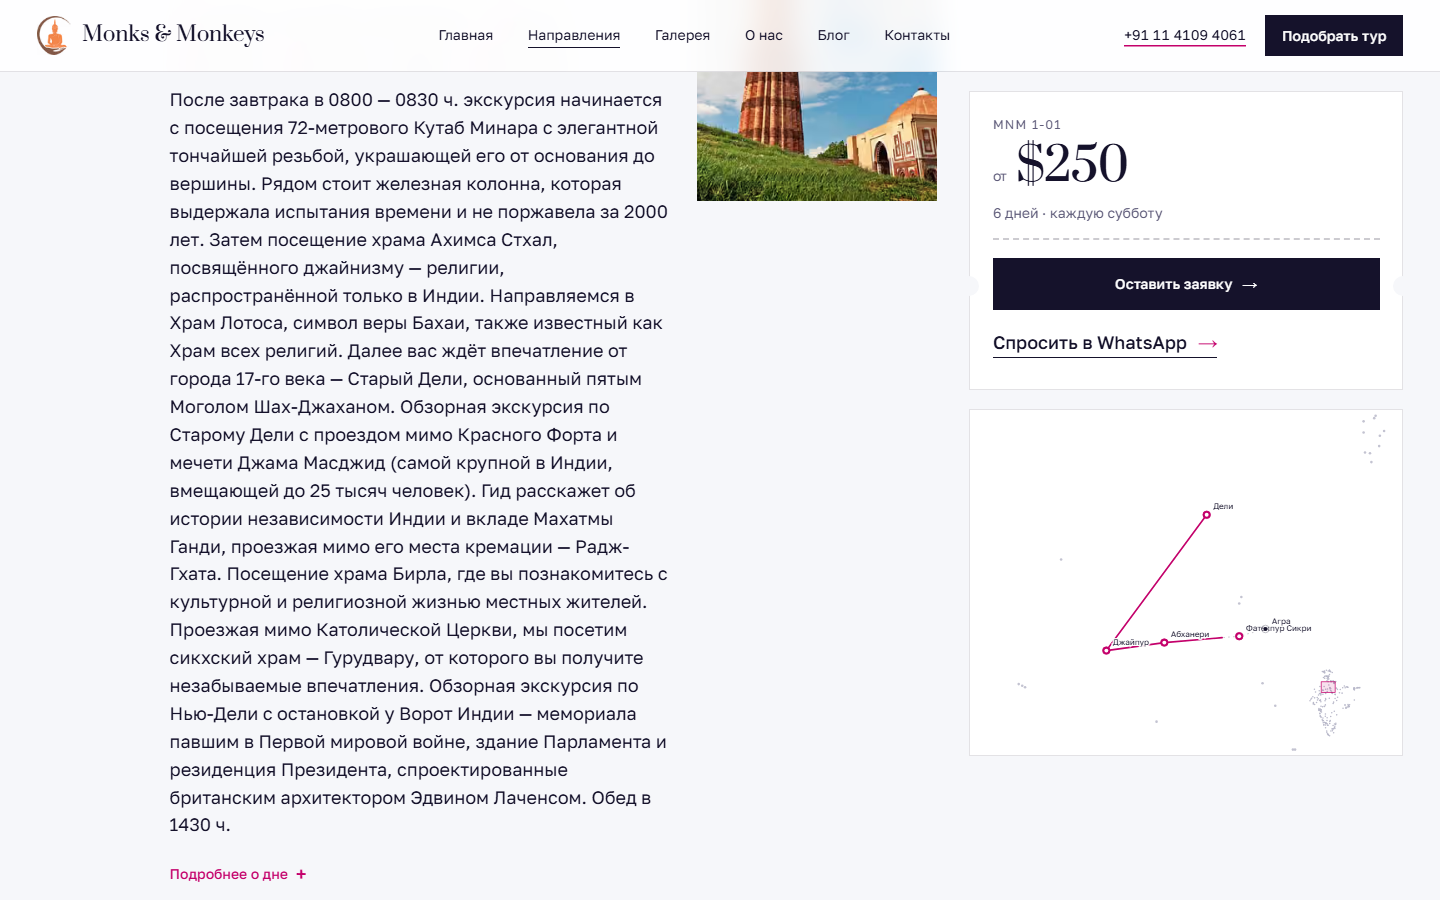 Monks & Monkeys
Главная
Направления
Галерея
О нас
Блог
Контакты
+91 11 4109 4061
Подобрать тур
После завтрака в 0800 — 0830 ч. экскурсия начинается
с посещения 72-метрового Кутаб Минара с элегантной
тончайшей резьбой, украшающей его от основания до
вершины. Рядом стоит железная колонна, которая
выдержала испытания времени и не поржавела за 2000
лет. Затем посещение храма Ахимса Стхал,
посвящённого джайнизму — религии,
распространённой только в Индии. Направляемся в
Храм Лотоса, символ веры Бахаи, также известный как
Храм всех религий. Далее вас ждёт впечатление от
города 17-го века — Старый Дели, основанный пятым
Моголом Шах-Джаханом. Обзорная экскурсия по
Старому Дели с проездом мимо Красного Форта и
мечети Джама Масджид (самой крупной в Индии,
вмещающей до 25 тысяч человек). Гид расскажет об
истории независимости Индии и вкладе Махатмы
Ганди, проезжая мимо его места кремации — Радж-
Гхата. Посещение храма Бирла, где вы познакомитесь с
культурной и религиозной жизнью местных жителей.
Проезжая мимо Католической Церкви, мы посетим
сикхский храм — Гурудвару, от которого вы получите
незабываемые впечатления. Обзорная экскурсия по
Нью-Дели с остановкой у Ворот Индии — мемориала
павшим в Первой мировой войне, здание Парламента и
резиденция Президента, спроектированные
британским архитектором Эдвином Лаченсом. Обед в
1430 ч.
Подробнее о дне +
MNM 1-01
от $250
6 дней · каждую субботу
Оставить заявку →
Спросить в WhatsApp →
Дели
Агра
Фатехпур Сикри
Абханери
Джайпур